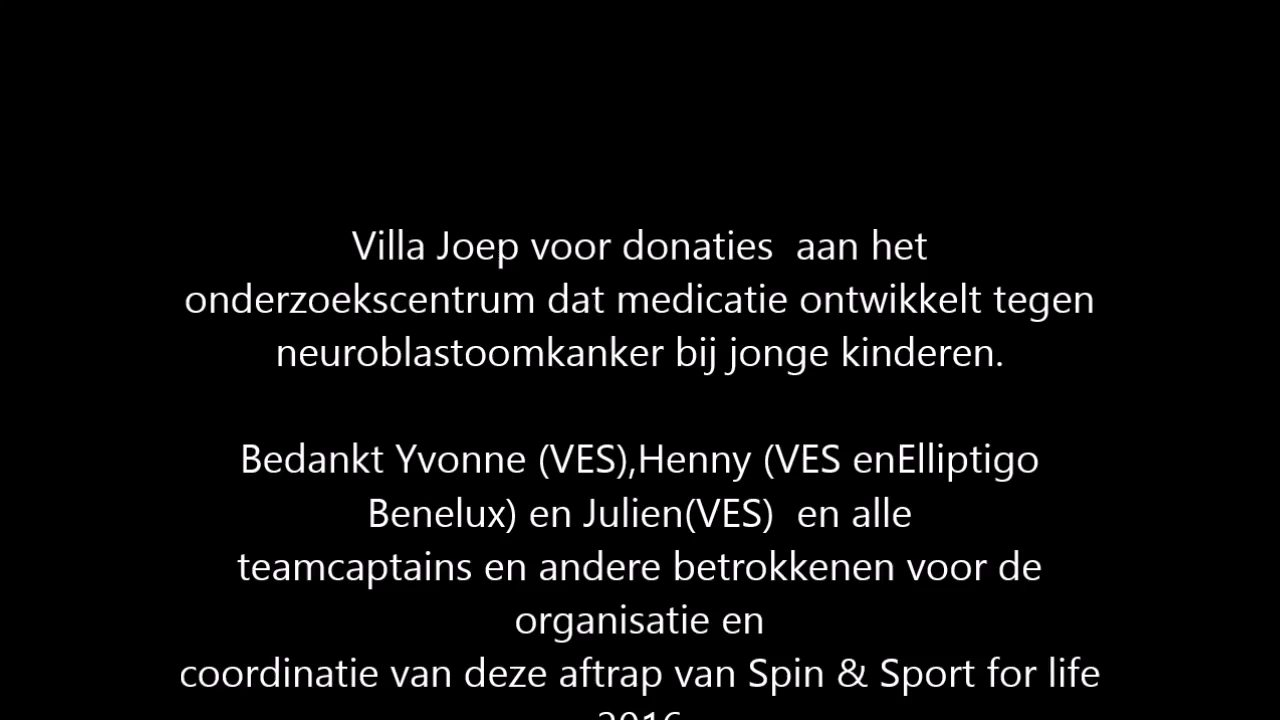 Villa Joep voor donaties  aan het
onderzoekscentrum dat medicatie ontwikkelt tegen
neuroblastoomkanker bij jonge kinderen.
Bedankt Yvonne (VES),Henny (VES enElliptigo
Benelux) en Julien(VES)  en alle
teamcaptains en andere betrokkenen voor de
organisatie en
coordinatie van deze aftrap van Spin & Sport for life
2016